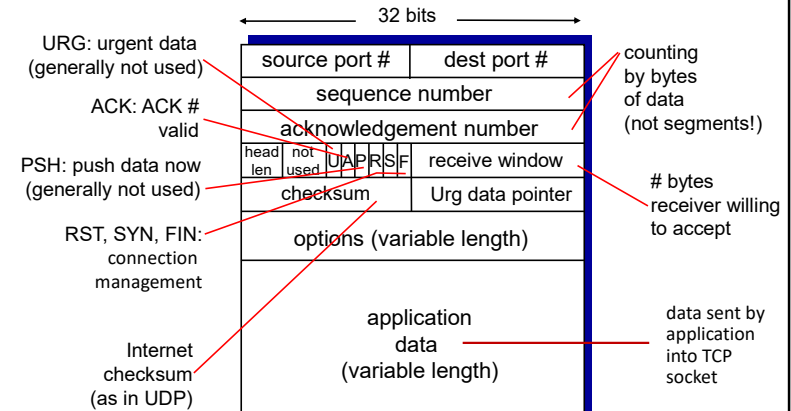 32 bits
URG: urgent data
(generally not used)
ACK: ACK #
valid
PSH: push data now
(generally not used)
RST, SYN, FIN:
connection
management
Internet
checksum
(as in UDP)
source port # dest port #
sequence number
acknowledgement number
head
len
not
used
U A P R S F
receive window
checksum Urg data pointer
options (variable length)
application
data
(variable length)
counting
by bytes
of data
(not segments!)
# bytes
receiver willing
to accept
data sent by
application
into TCP
socket